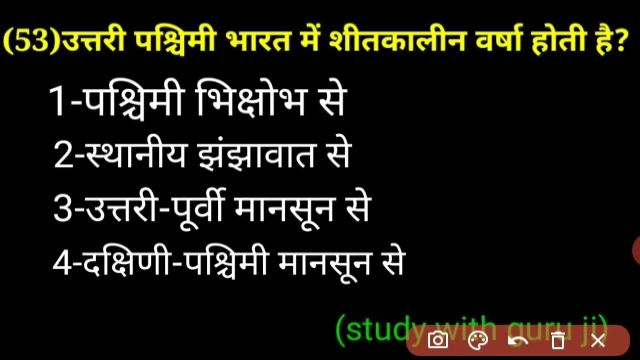 (53)उत्तरी पश्चिमी भारत में शीतकालीन वर्षा होती है?
1-पश्चिमी भिक्षोभ से
2-स्थानीय झंझावात से
3-उत्तरी-पूर्वी मानसून से
4-दक्षिणी-पश्चिमी मानसून से
(study with guru ji)